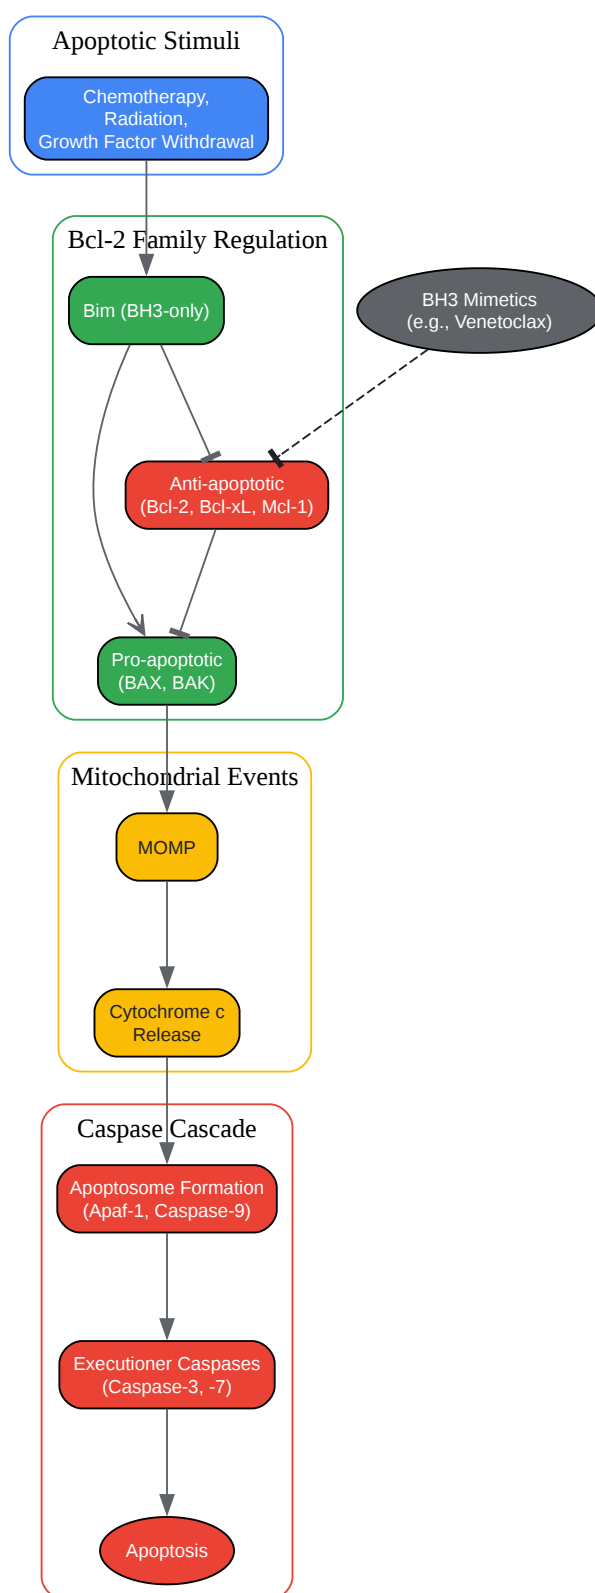 Apoptotic Stimuli
Chemotherapy,
Radiation,
Growth Factor Withdrawal
Bcl-2 Family Regulation
Bim (BH3-only)
BH3 Mimetics
(e.g., Venetoclax)
Anti-apoptotic
(Bcl-2, Bcl-xL, Mcl-1)
Pro-apoptotic
(BAX, BAK)
Mitochondrial Events
MOMP
Cytochrome c
Release
Caspase Cascade
Apoptosome Formation
(Apaf-1, Caspase-9)
Executioner Caspases
(Caspase-3, -7)
Apoptosis